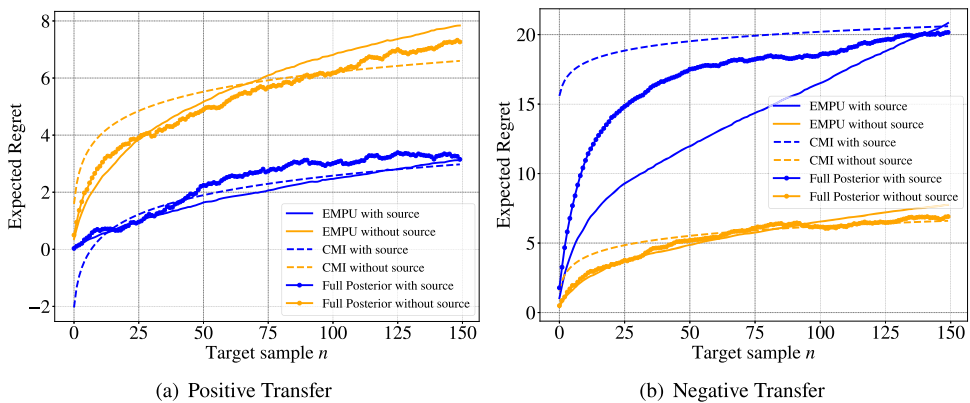 Expected Regret
8
6
4
2
0
−2
0 25 50 75 100 125 150
Target sample n
EMPU with source
EMPU without source
CMI with source
CMI without source
Full Posterior with source
Full Posterior without source
(a) Positive Transfer
Expected Regret
20
15
10
5
0
0 25 50 75 100 125 150
Target sample n
EMPU with source
EMPU without source
CMI with source
CMI without source
Full Posterior with source
Full Posterior without source
(b) Negative Transfer